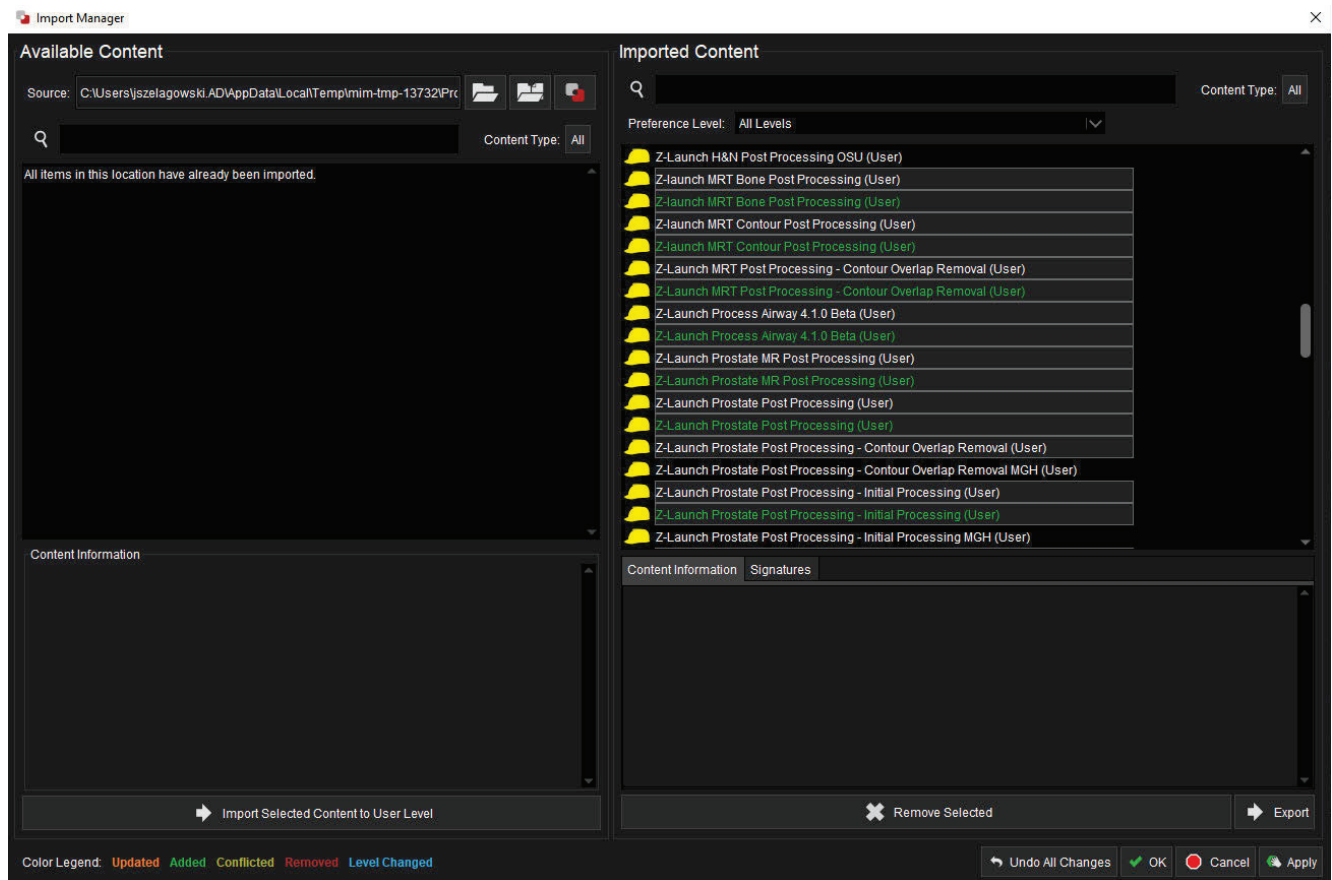 Import Manager
Available Content
Source: C:\Users\jszelagowski.AD\AppData\Local\Temp\mim-tmp-13732\Prc
Content Type: All
All items in this location have already been imported.
Content Information
Import Selected Content to User Level
Imported Content
Content Type: All
Preference Level: All Levels
Z-Launch H&N Post Processing OSU (User)
Z-launch MRT Bone Post Processing (User)
Z-launch MRT Bone Post Processing (User)
Z-launch MRT Contour Post Processing (User)
Z-launch MRT Contour Post Processing (User)
Z-Launch MRT Post Processing - Contour Overlap Removal (User)
Z-Launch MRT Post Processing - Contour Overlap Removal (User)
Z-Launch Process Airway 4.1.0 Beta (User)
Z-Launch Process Airway 4.1.0 Beta (User)
Z-Launch Prostate MR Post Processing (User)
Z-Launch Prostate MR Post Processing (User)
Z-Launch Prostate Post Processing (User)
Z-Launch Prostate Post Processing (User)
Z-Launch Prostate Post Processing - Contour Overlap Removal (User)
Z-Launch Prostate Post Processing - Contour Overlap Removal MGH (User)
Z-Launch Prostate Post Processing - Initial Processing (User)
Z-Launch Prostate Post Processing - Initial Processing (User)
Z-Launch Prostate Post Processing - Initial Processing MGH (User)
Content Information Signatures
Remove Selected Export
Color Legend: Updated Added Conflicted Removed Level Changed
Undo All Changes OK Cancel Apply